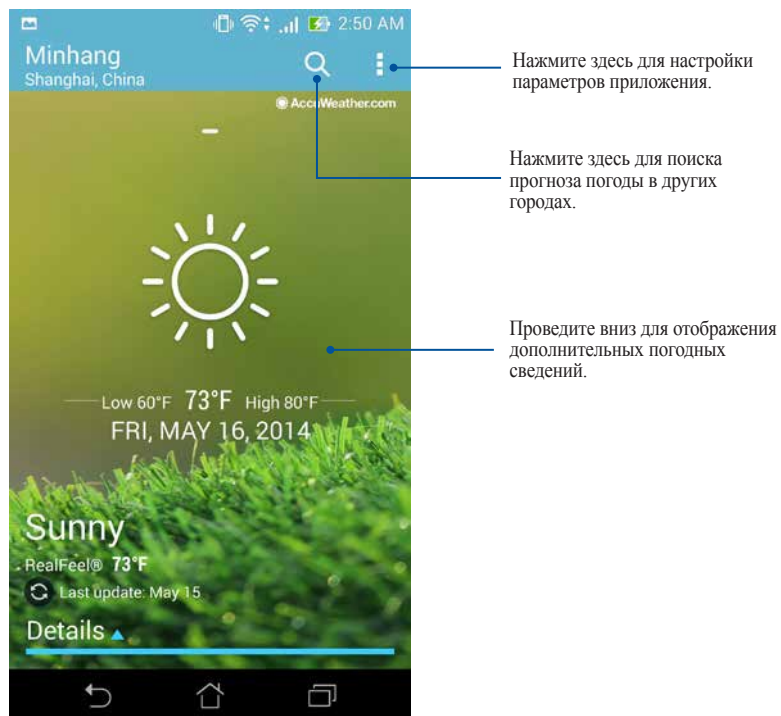 2:50 AM
Minhang
Shanghai, China
AccuWeather.com
Low 60°F 73°F High 80°F
FRI, MAY 16, 2014
Sunny
RealFeel® 73°F
Last update: May 15
Details
Нажмите здесь для настройки
параметров приложения.
Нажмите здесь для поиска
прогноза погоды в других
городах.
Проведите вниз для отображения
дополнительных погодных
сведений.